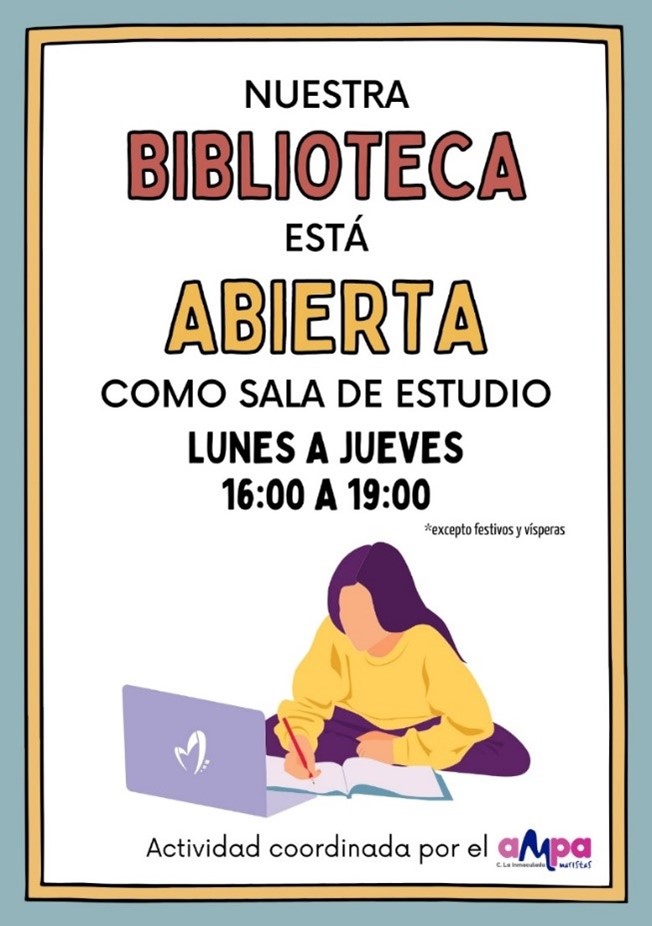 NUESTRA
BIBLIOTECA
ESTÁ
ABIERTA
COMO SALA DE ESTUDIO
LUNES A JUEVES
16:00 A 19:00
*excepto festivos y vísperas
Actividad coordinada por el aMpa
C. La Inmaculada maristas